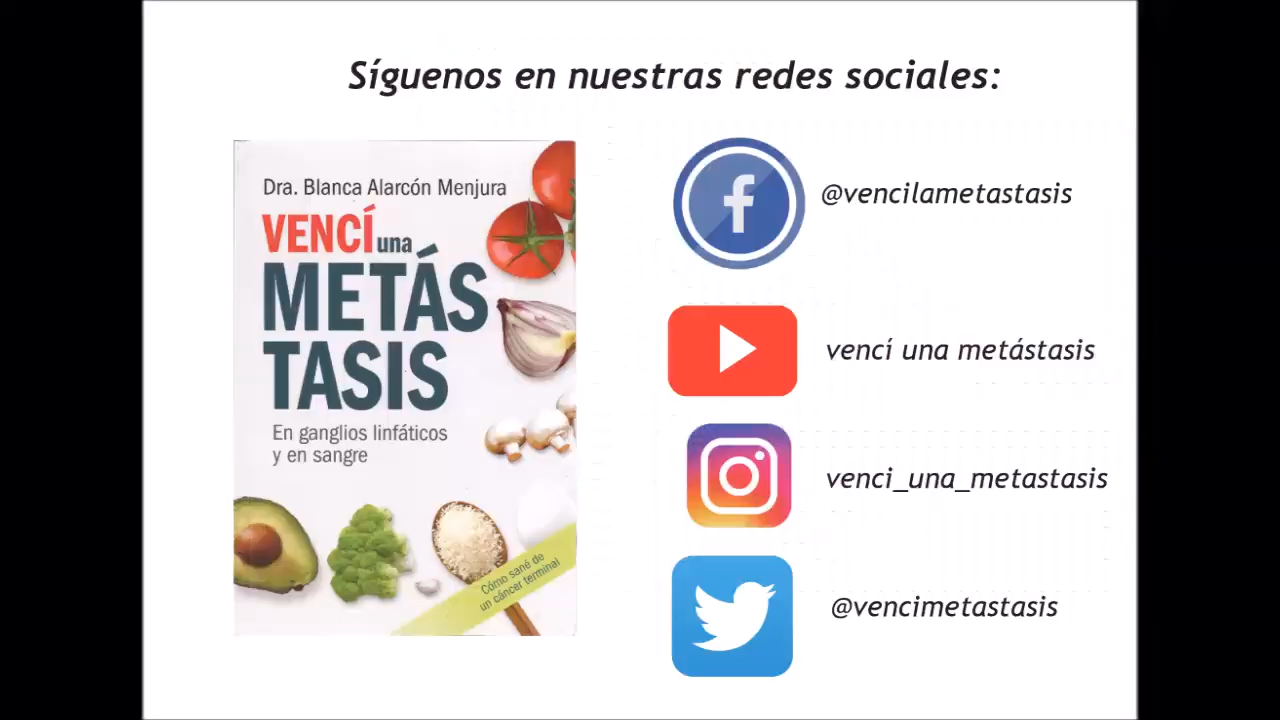 Síguenos en nuestras redes sociales:
Dra. Blanca Alarcón Menjura
VENCÍ una
METÁS
TASIS
En ganglios linfáticos
y en sangre
Cómo sané de
un cáncer terminal
@vencilametastasis
vencí una metástasis
venci_una_metastasis
@vencimetastasis